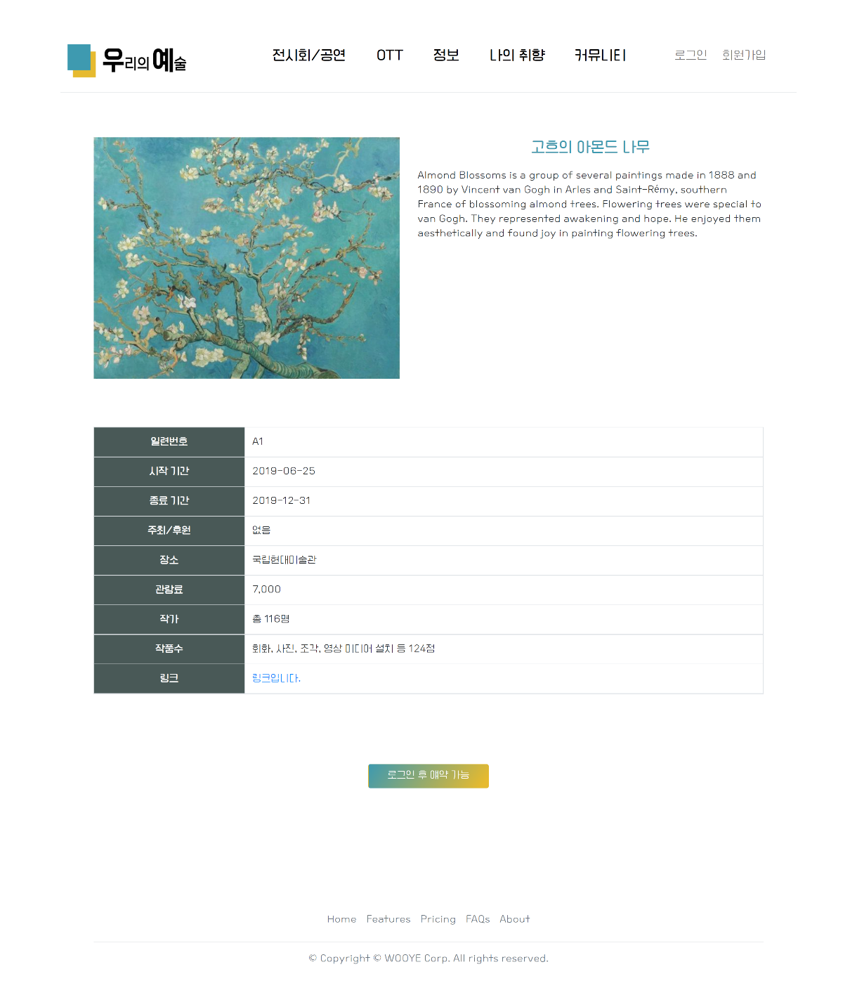 우리의 예술
전시회/공연 OTT 정보 나의 취향 커뮤니티 로그인 회원가입
고흐의 아몬드 나무
Almond Blossoms is a group of several paintings made in 1888 and
1890 by Vincent van Gogh in Arles and Saint-Rémy, southern
France of blossoming almond trees. Flowering trees were special to
van Gogh. They represented awakening and hope. He enjoyed them
aesthetically and found joy in painting flowering trees.
일련번호 A1
시작 기간 2019-06-25
종료 기간 2019-12-31
주최/후원 없음
장소 국립현대미술관
관람료 7,000
작가 총 116명
작품수 회화, 사진, 조각, 영상 미디어 설치 등 124점
링크 링크입니다.
로그인 후 예약 가능
Home Features Pricing FAQs About
© Copyright © WOOYE Corp. All rights reserved.